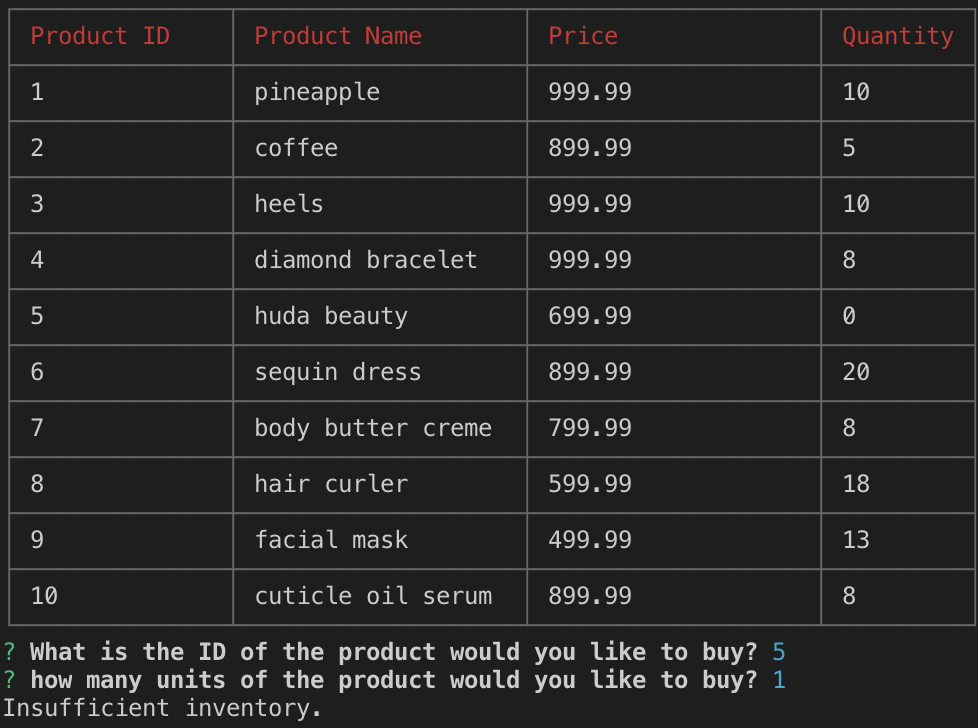 Product ID Product Name Price Quantity
1 pineapple 999.99 10
2 coffee 899.99 5
3 heels 999.99 10
4 diamond bracelet 999.99 8
5 huda beauty 699.99 0
6 sequin dress 899.99 20
7 body butter creme 799.99 8
8 hair curler 599.99 18
9 facial mask 499.99 13
10 cuticle oil serum 899.99 8
? What is the ID of the product would you like to buy? 5
? how many units of the product would you like to buy? 1
Insufficient inventory.